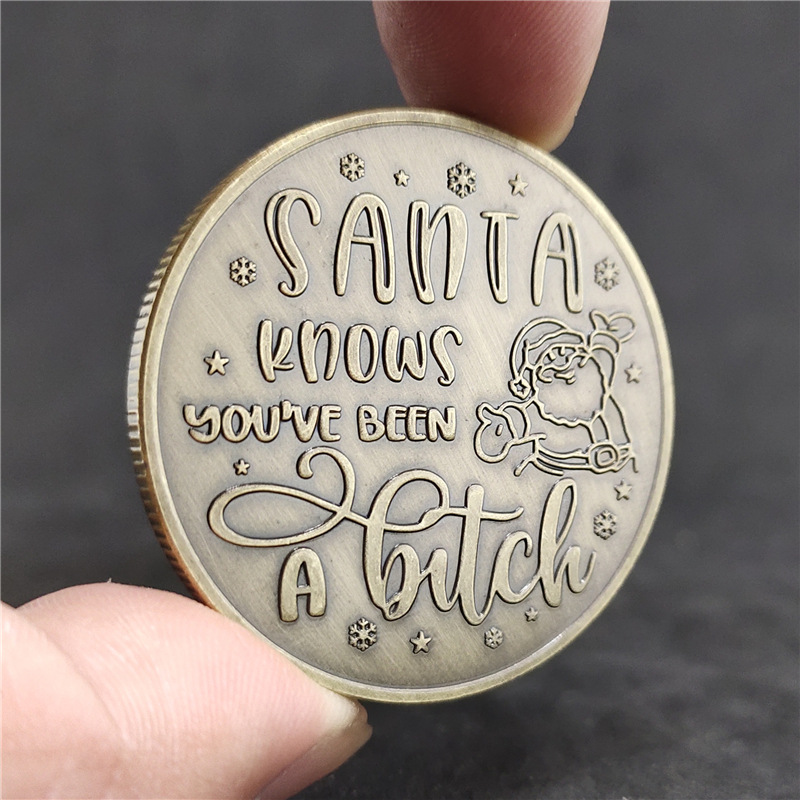 SANTA
KNOWS
YOU'VE BEEN
A bitch